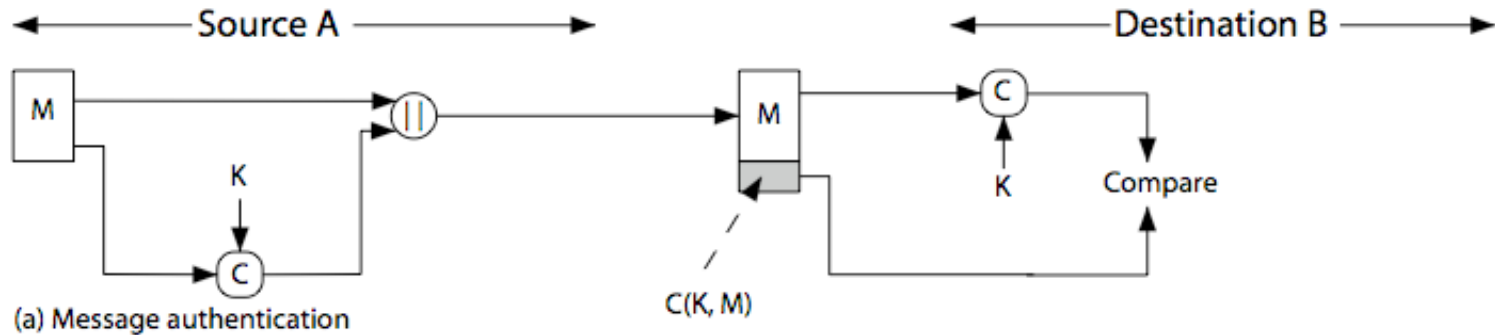 Source A
Destination B
M
||
K
C
M
C
K
Compare
C(K, M)
(a) Message authentication